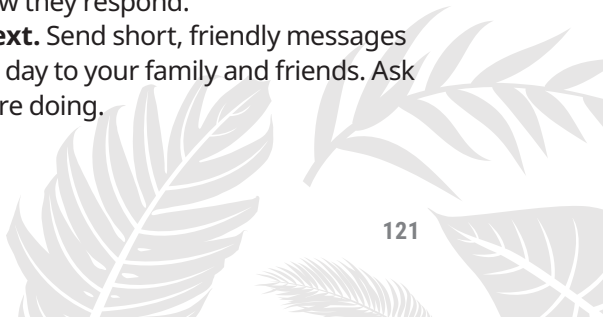 w they respond.
ext. Send short, friendly messages
day to your family and friends. Ask
re doing.
121